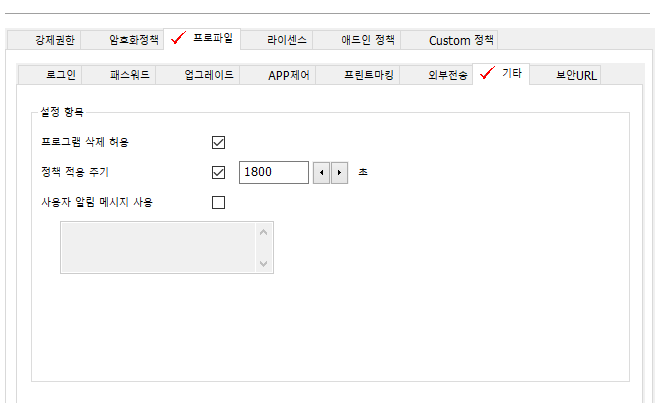 강제권한 암호화정책 프로파일 라이센스 애드인 정책 Custom 정책
로그인 패스워드 업그레이드 APP제어 프린트마킹 외부전송 기타 보안URL
설정 항목
프로그램 삭제 허용
정책 적용 주기 1800 초
사용자 알림 메시지 사용